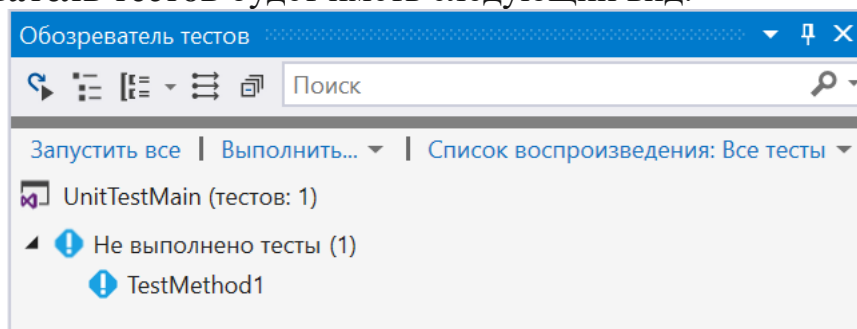 Обозреватель тестов
Поиск
Запустить все | Выполнить... | Список воспроизведения: Все тесты
UnitTestMain (тестов: 1)
Не выполнено тесты (1)
TestMethod1